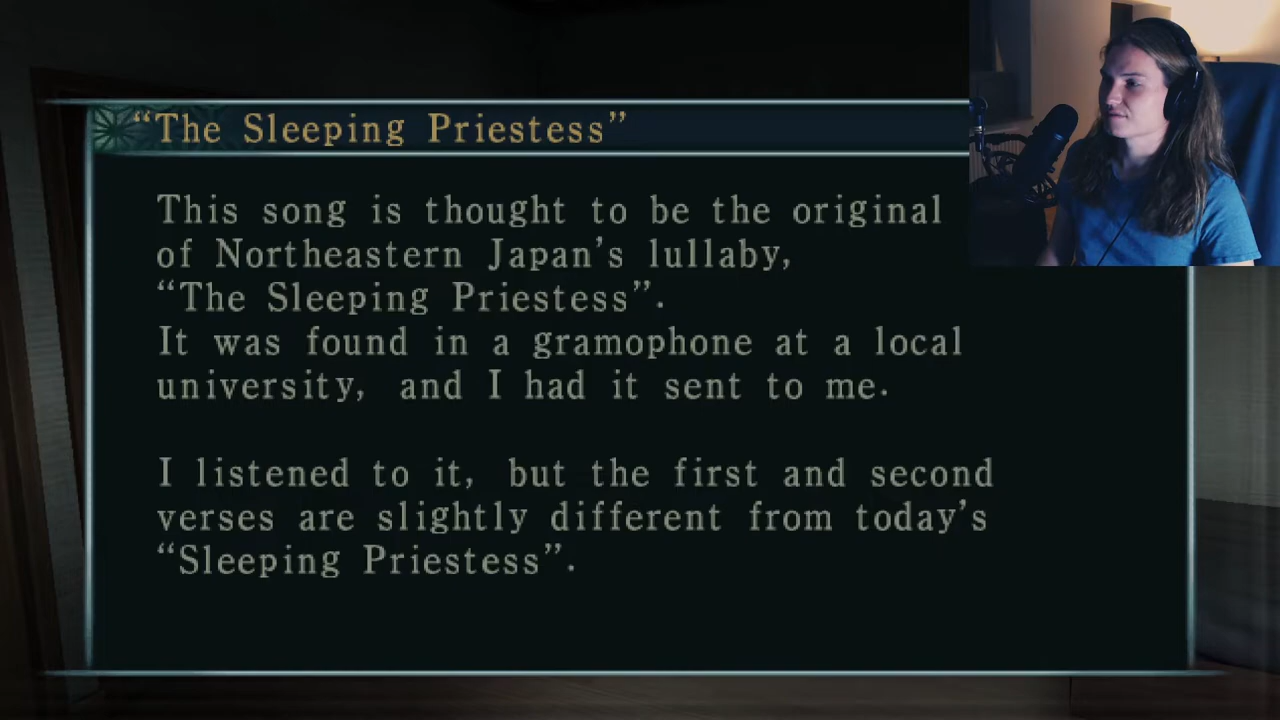 “The Sleeping Priestess”
This song is thought to be the original
of Northeastern Japan’s lullaby,
“The Sleeping Priestess”.
It was found in a gramophone at a local
university, and I had it sent to me.
I listened to it, but the first and second
verses are slightly different from today’s
“Sleeping Priestess”.